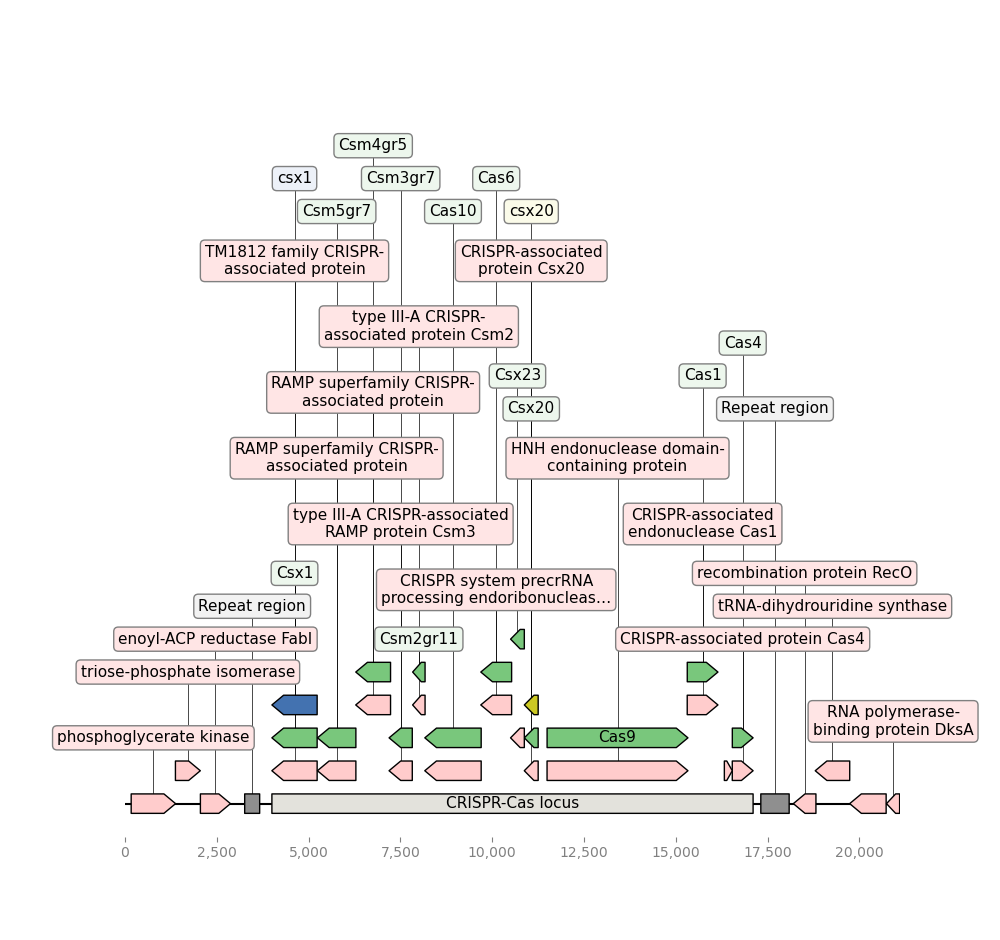 Csm4gr5
csx1
Csm3gr7
Cas6
Csm5gr7
Cas10
csx20
TM1812 family CRISPR-
associated protein
CRISPR-associated
protein Csx20
type III-A CRISPR-
associated protein Csm2
Cas4
Csx23
Cas1
RAMP superfamily CRISPR-
associated protein
Csx20
Repeat region
RAMP superfamily CRISPR-
associated protein
HNH endonuclease domain-
containing protein
type III-A CRISPR-associated
RAMP protein Csm3
CRISPR-associated
endonuclease Cas1
Csx1
CRISPR system precrRNA
processing endoribonucleas...
recombination protein RecO
Repeat region
tRNA-dihydrouridine synthase
enoyl-ACP reductase FabI
Csm2gr11
CRISPR-associated protein Cas4
triose-phosphate isomerase
RNA polymerase-
binding protein DksA
phosphoglycerate kinase
Cas9
CRISPR-Cas locus
0 2,500 5,000 7,500 10,000 12,500 15,000 17,500 20,000